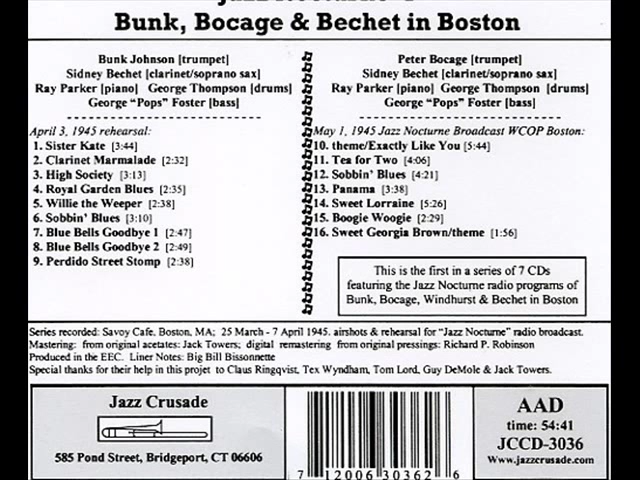 Bunk, Bocage & Bechet in Boston
Bunk Johnson [trumpet]
Sidney Bechet [clarinet/soprano sax]
Ray Parker [piano] George Thompson [drums]
George "Pops" Foster [bass]
April 3, 1945 rehearsal:
1. Sister Kate [3:44]
2. Clarinet Marmalade [2:32]
3. High Society [3:13]
4. Royal Garden Blues [2:35]
5. Willie the Weeper [2:38]
6. Sobbin' Blues [3:10]
7. Blue Bells Goodbye 1 [2:47]
8. Blue Bells Goodbye 2 [2:49]
9. Perdido Street Stomp [2:38]
Peter Bocage [trumpet]
Sidney Bechet [clarinet/soprano sax]
Ray Parker [piano] George Thompson [drums]
George "Pops" Foster [bass]
May 1, 1945 Jazz Nocturne Broadcast WCOP Boston:
10. theme/Exactly Like You [5:44]
11. Tea for Two [4:06]
12. Sobbin' Blues [4:21]
13. Panama [3:38]
14. Sweet Lorraine [5:26]
15. Boogie Woogie [2:29]
16. Sweet Georgia Brown/theme [1:56]
This is the first in a series of 7 CDs
featuring the Jazz Nocturne radio programs of
Bunk, Bocage, Windhurst & Bechet in Boston
Series recorded: Savoy Cafe, Boston, MA; 25 March - 7 April 1945. airshots & rehearsal for "Jazz Nocturne" radio broadcast.
Mastering: from original acetates: Jack Towers; digital remastering from original pressings: Richard P. Robinson
Produced in the EEC. Liner Notes: Big Bill Bissonnette
Special thanks for their help in this projet to Claus Ringqvist, Tex Wyndham, Tom Lord, Guy DeMole & Jack Towers.
Jazz Crusade
585 Pond Street, Bridgeport, CT 06606
7 12006 30362 6
AAD
time: 54:41
JCCD-3036
Www.jazzcrusade.com